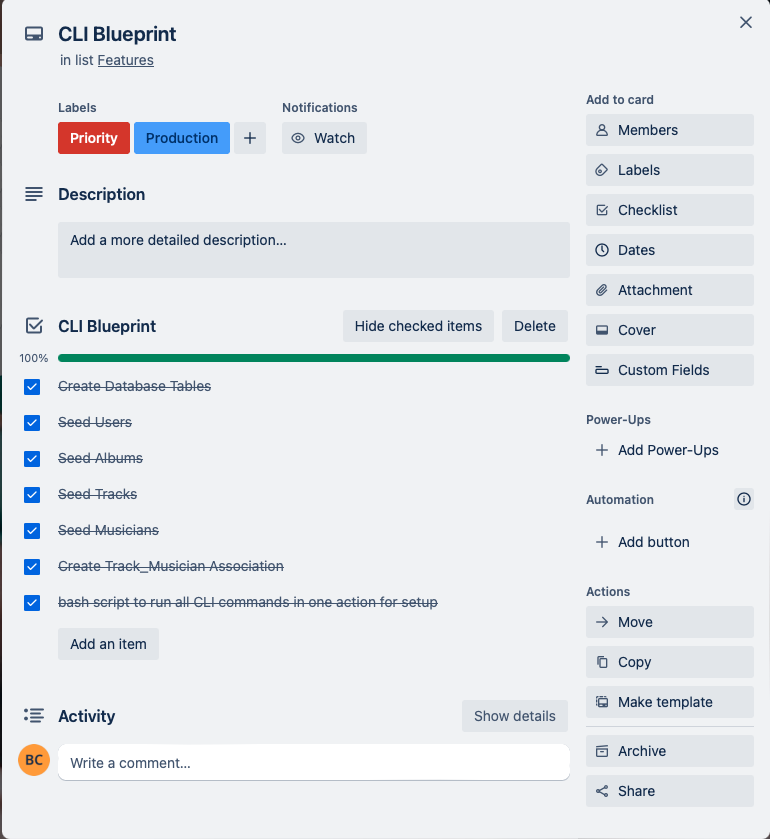 CLI Blueprint
in list Features
Labels
Notifications
Priority
Production
Watch
Description
Add a more detailed description...
CLI Blueprint
Hide checked items
Delete
100%
Create Database Tables
Seed Users
Seed Albums
Seed Tracks
Seed Musicians
Create Track_Musician Association
bash script to run all CLI commands in one action for setup
Add an item
Activity
Show details
BC
Write a comment...
Add to card
Members
Labels
Checklist
Dates
Attachment
Cover
Custom Fields
Power-Ups
Add Power-Ups
Automation
Add button
Actions
Move
Copy
Make template
Archive
Share